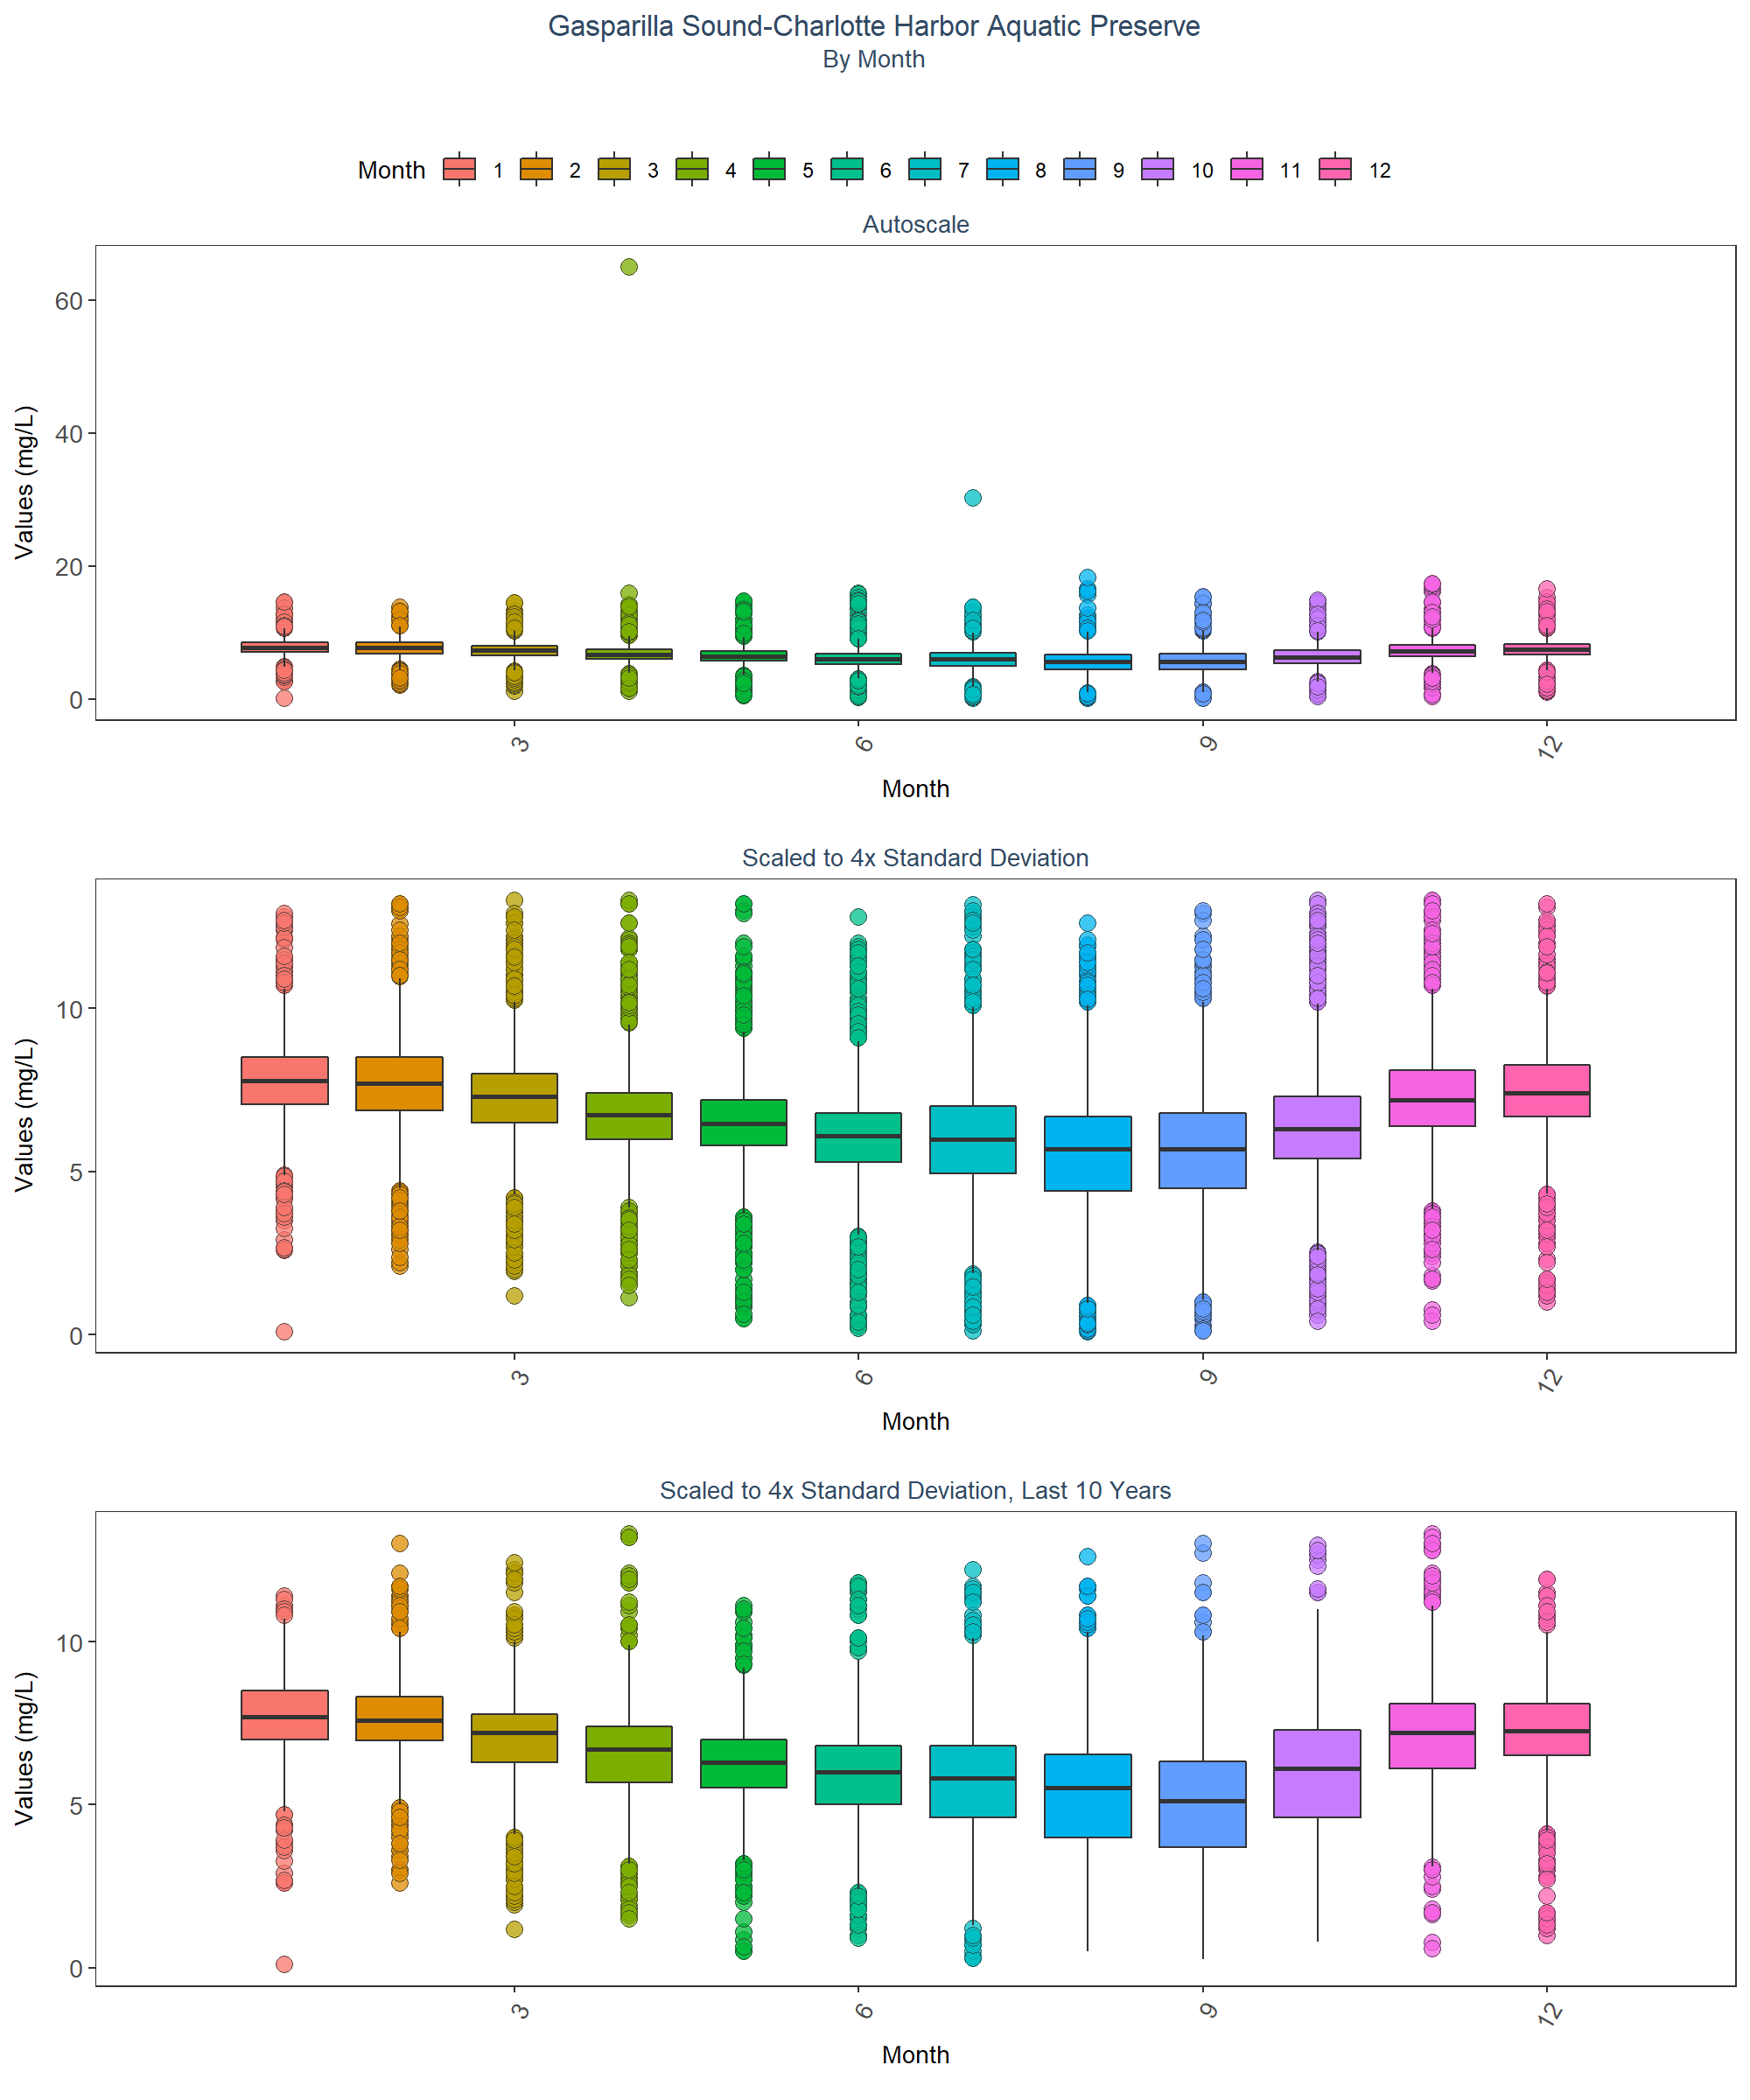 Gasparilla Sound-Charlotte Harbor Aquatic Preserve
By Month
Month 1 2 3 4 5 6 7 8 9 10 11 12
Autoscale
Values (mg/L)
60
40
20
0
3 6 9 12
Month
Scaled to 4x Standard Deviation
Values (mg/L)
10
5
0
3 6 9 12
Month
Scaled to 4x Standard Deviation, Last 10 Years
Values (mg/L)
10
5
0
3 6 9 12
Month